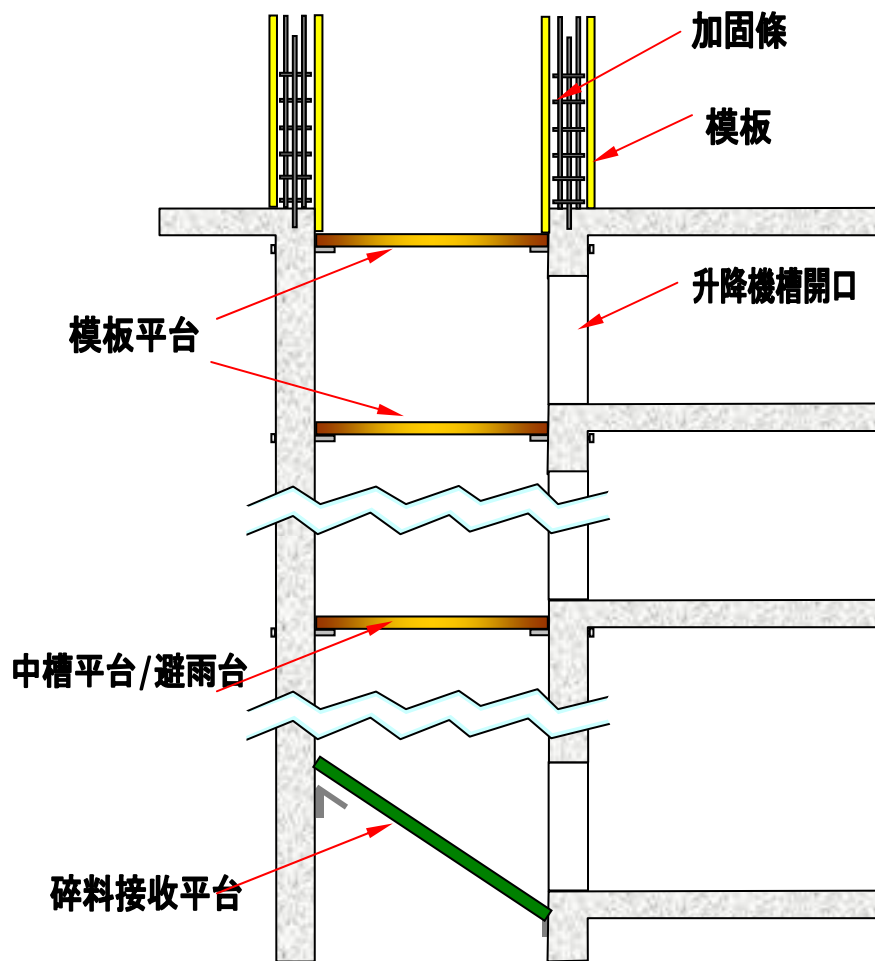 加固條
模板
升降機槽開口
模板平台
中槽平台/避雨台
碎料接收平台